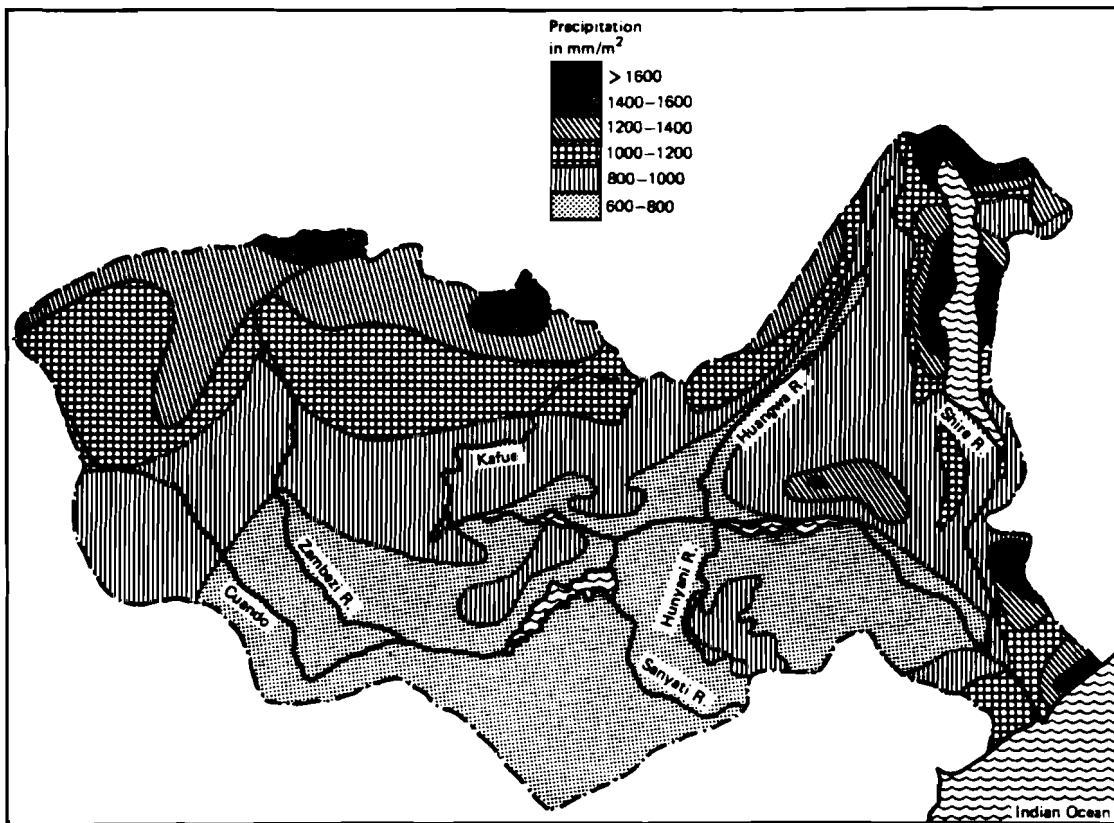 Precipitation
in mm/m²
> 1600
1400–1600
1200–1400
1000–1200
800–1000
600–800
Huangwa R.
Shire R.
Kafue
Zambezi R.
Cuando
Hunyani R.
Sanyati R.
Indian Ocean